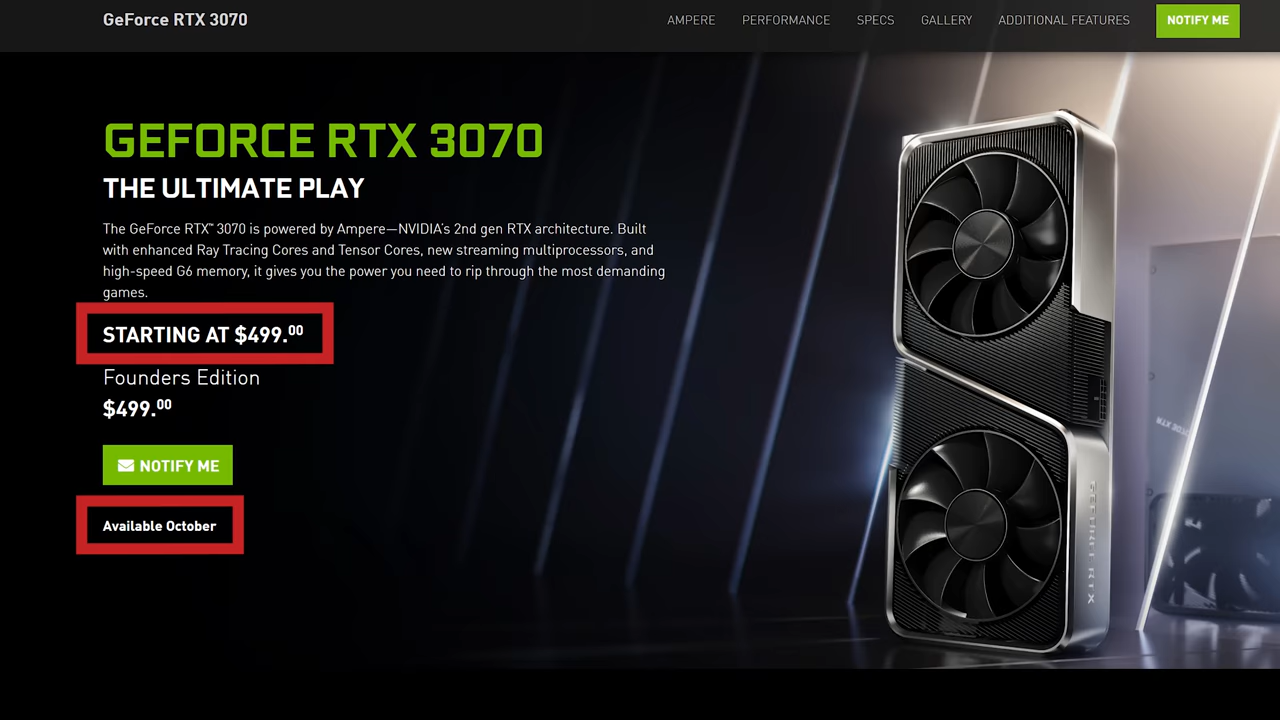 GeForce RTX 3070
AMPERE PERFORMANCE SPECS GALLERY ADDITIONAL FEATURES NOTIFY ME
GEFORCE RTX 3070
THE ULTIMATE PLAY
The GeForce RTX™ 3070 is powered by Ampere—NVIDIA's 2nd gen RTX architecture. Built
with enhanced Ray Tracing Cores and Tensor Cores, new streaming multiprocessors, and
high-speed G6 memory, it gives you the power you need to rip through the most demanding
games.
STARTING AT $499.00
Founders Edition
$499.00
NOTIFY ME
Available October
GEFORCE RTX